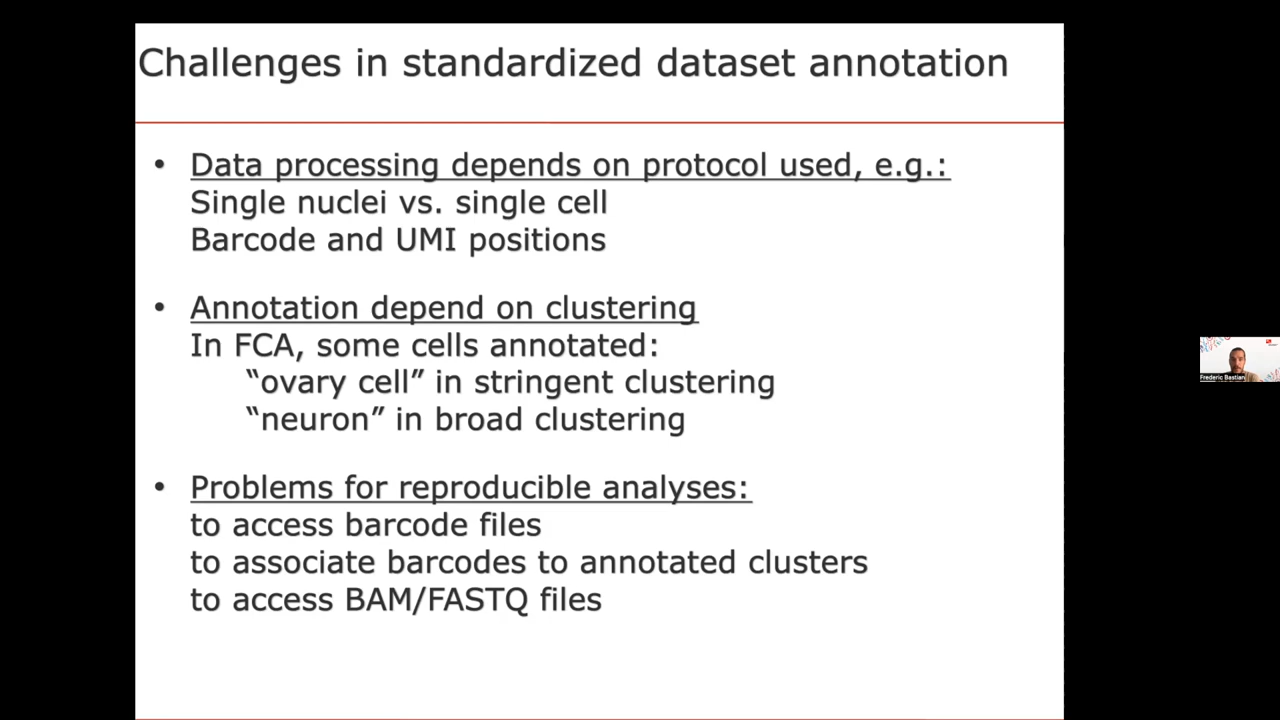 Challenges in standardized dataset annotation
• Data processing depends on protocol used, e.g.:
Single nuclei vs. single cell
Barcode and UMI positions
• Annotation depend on clustering
In FCA, some cells annotated:
“ovary cell” in stringent clustering
“neuron” in broad clustering
• Problems for reproducible analyses:
to access barcode files
to associate barcodes to annotated clusters
to access BAM/FASTQ files
Frederic Bastian